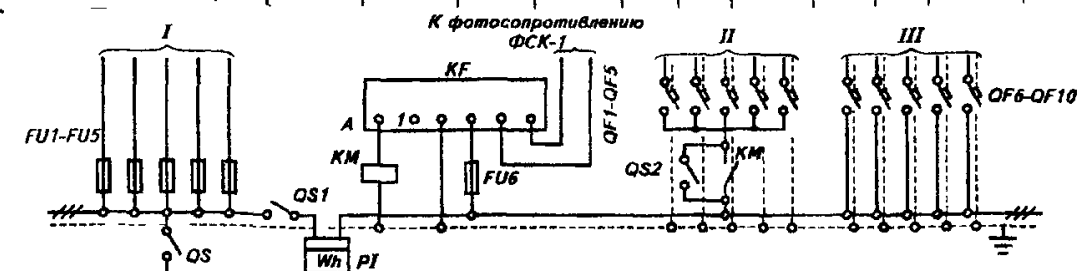 I
К фотосопротивлению
ФСК-1
II
III
KF
QF1-QF5
QF6-QF10
FU1-FU5
A
1
KM
FU6
QS2
KM
QS1
QS
Wh
PI